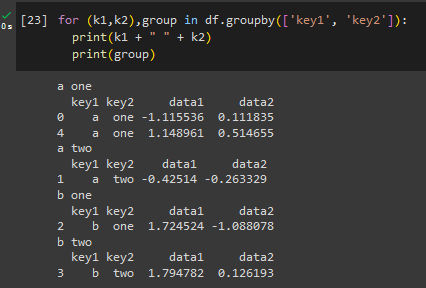 [23] for (k1,k2),group in df.groupby(['key1', 'key2']):
0s
print(k1 + " " + k2)
print(group)
a one
key1 key2 data1 data2
0 a one -1.115536 0.111835
4 a one 1.148961 0.514655
a two
key1 key2 data1 data2
1 a two -0.42514 -0.263329
b one
key1 key2 data1 data2
2 b one 1.724524 -1.088078
b two
key1 key2 data1 data2
3 b two 1.794782 0.126193